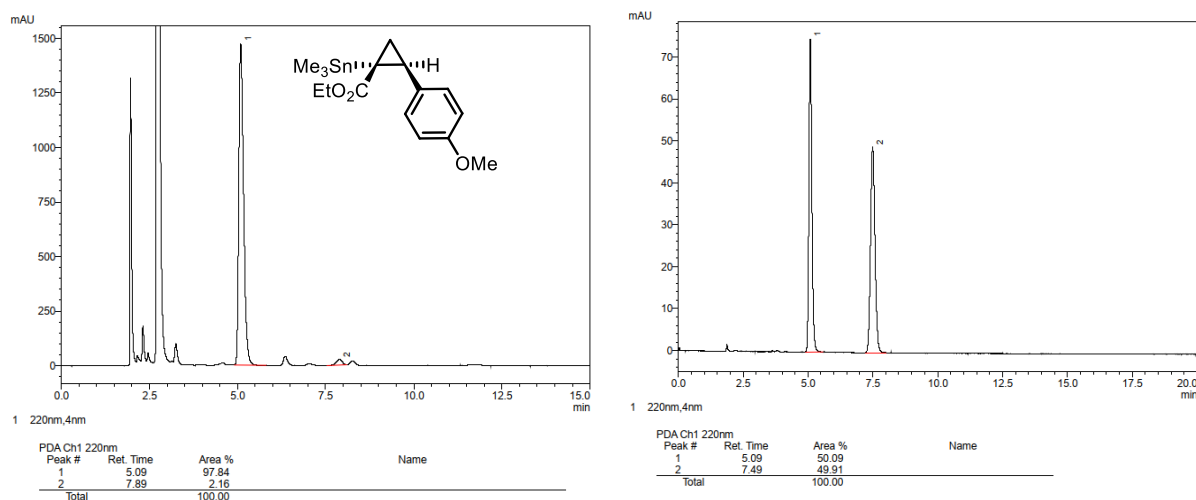 mAU
1500
1250
1000
750
500
250
0
1
2
Me3Sn
H
EtO2C
OMe
0.0 2.5 5.0 7.5 10.0 12.5 15.0
min
1 220nm,4nm
PDA Ch1 220nm
Peak # Ret. Time Area % Name
1 5.09 97.84
2 7.89 2.16
Total 100.00
mAU
70
60
50
40
30
20
10
0
1
2
0.0 2.5 5.0 7.5 10.0 12.5 15.0 17.5 20.0
min
1 220nm,4nm
PDA Ch1 220nm
Peak # Ret. Time Area % Name
1 5.09 50.09
2 7.49 49.91
Total 100.00